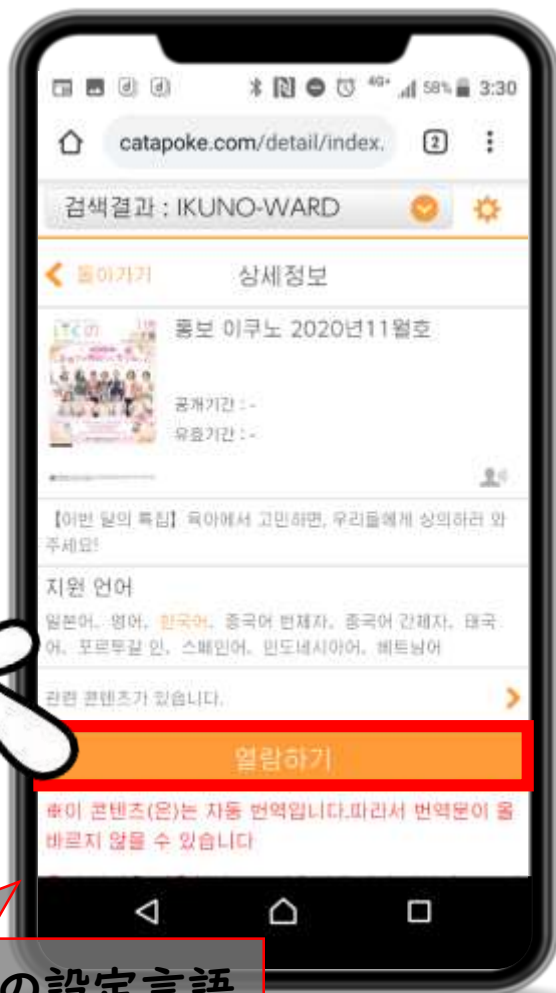 58% 3:30
catapoke.com/detail/index. 2
검색결과 : IKUNO-WARD
돌아가기 상세정보
홍보 이쿠노 2020년11월호
공개기간 : -
유효기간 : -
【이번 달의 특집】 육아에서 고민하면, 우리들에게 상의하러 와
주세요!
지원 언어
일본어, 영어, 한국어, 중국어 번체자, 중국어 간체자, 태국
어, 포르투갈 인, 스페인어, 인도네시아어, 베트남어
관련 콘텐츠가 있습니다.
열람하기
※이 콘텐츠(은)는 자동 번역입니다.따라서 번역문이 올
바르지 않을 수 있습니다
の設定言語